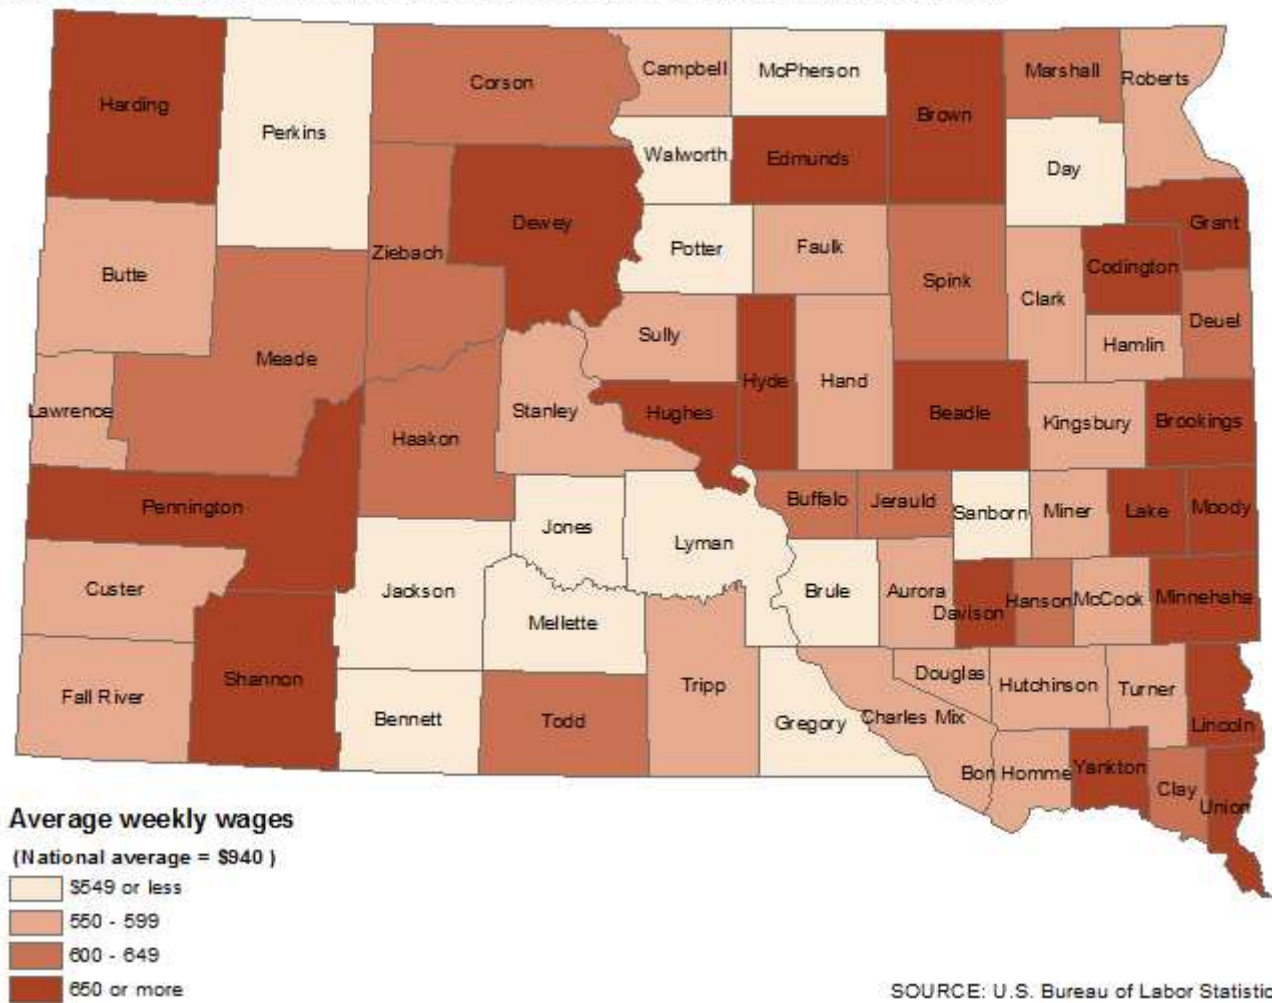 Harding
Perkins
Corson
Campbell
McPherson
Brown
Marshall
Roberts
Walworth
Edmunds
Day
Butte
Ziebach
Dewey
Potter
Faulk
Spink
Clark
Codington
Grant
Deuel
Hamlin
Meade
Sully
Lawrence
Haakon
Stanley
Hughes
Hyde
Hand
Beadle
Kingsbury
Brookings
Pennington
Jones
Lyman
Buffalo
Jerauld
Sanborn
Miner
Lake
Moody
Custer
Jackson
Mellette
Brule
Aurora
Davison
Hanson
McCook
Minnehaha
Fall River
Shannon
Bennett
Todd
Tripp
Gregory
Charles Mix
Douglas
Hutchinson
Turner
Lincoln
Bon Homme
Yankton
Clay
Union
Average weekly wages
(National average = $940 )
$549 or less
550 - 599
600 - 649
650 or more
SOURCE: U.S. Bureau of Labor Statistic